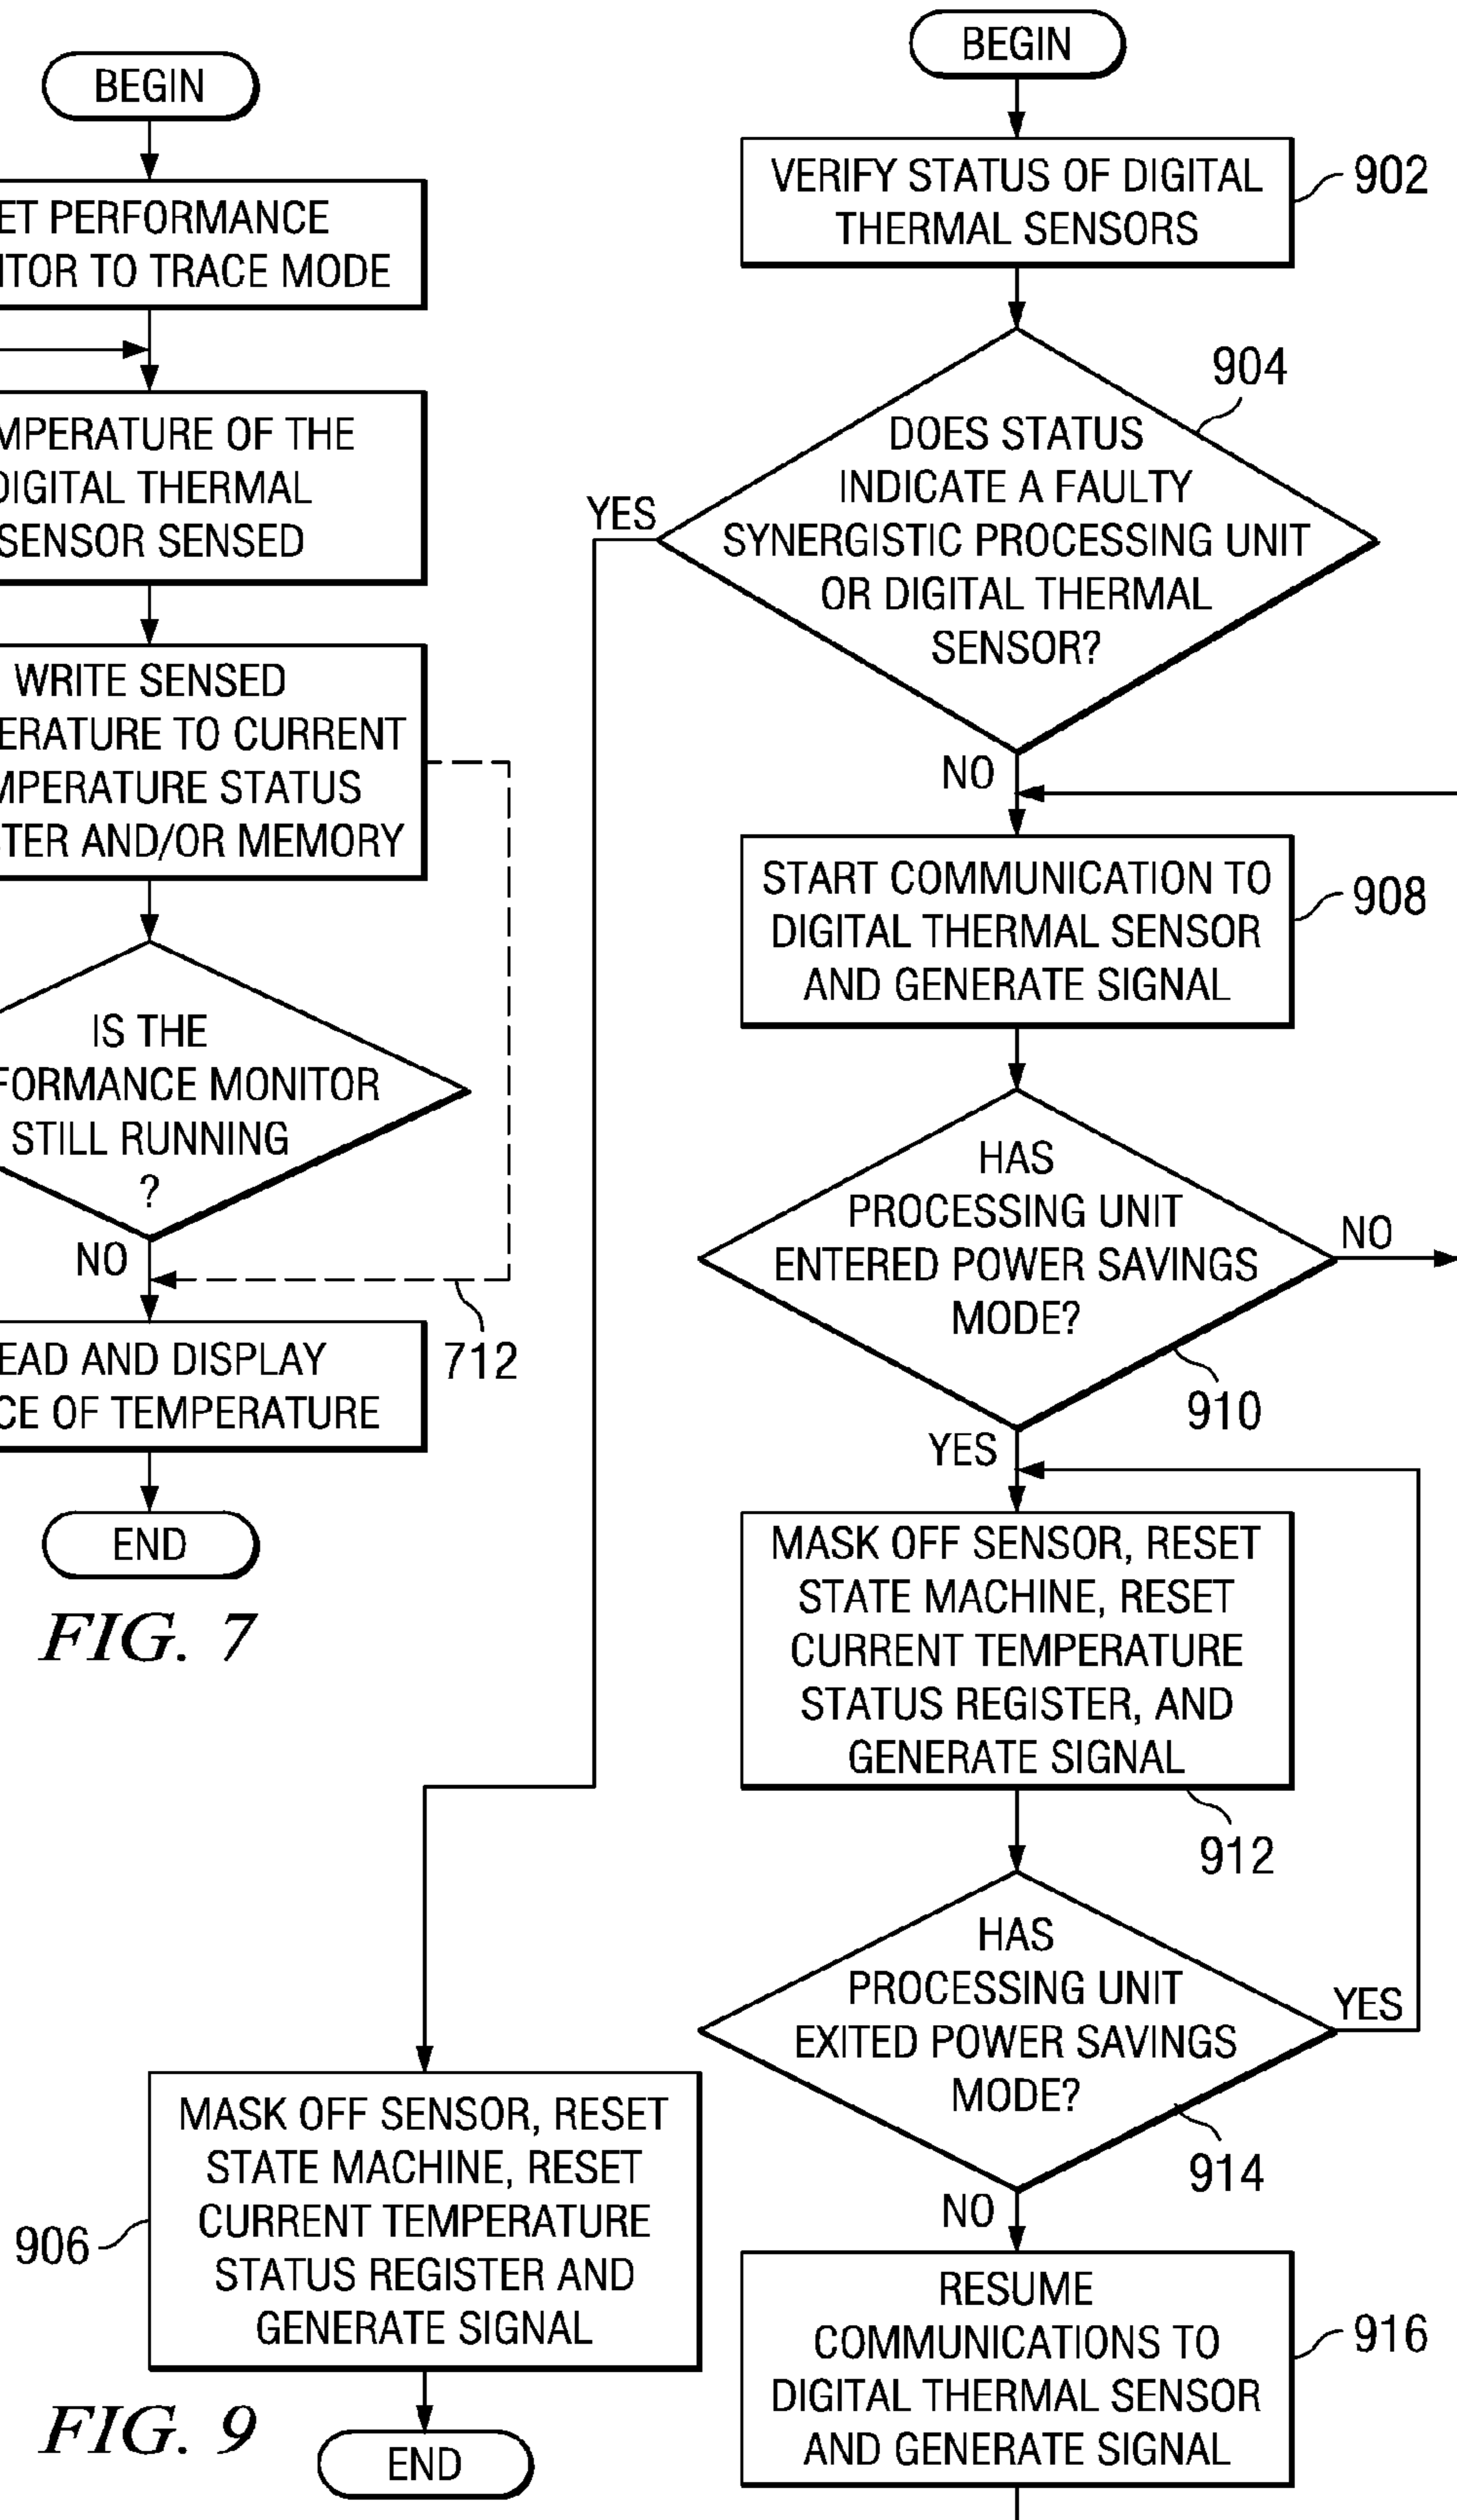 BEGIN
ET PERFORMANCE
ITOR TO TRACE MODE
MPERATURE OF THE
DIGITAL THERMAL
SENSOR SENSED
WRITE SENSED
ERATURE TO CURRENT
MPERATURE STATUS
TER AND/OR MEMORY
IS THE
FORMANCE MONITOR
STILL RUNNING
?
NO
712
EAD AND DISPLAY
CE OF TEMPERATURE
END
FIG. 7
BEGIN
VERIFY STATUS OF DIGITAL
THERMAL SENSORS
902
904
DOES STATUS
INDICATE A FAULTY
SYNERGISTIC PROCESSING UNIT
OR DIGITAL THERMAL
SENSOR?
YES
NO
START COMMUNICATION TO
DIGITAL THERMAL SENSOR
AND GENERATE SIGNAL
908
HAS
PROCESSING UNIT
ENTERED POWER SAVINGS
MODE?
NO
910
YES
MASK OFF SENSOR, RESET
STATE MACHINE, RESET
CURRENT TEMPERATURE
STATUS REGISTER, AND
GENERATE SIGNAL
912
HAS
PROCESSING UNIT
EXITED POWER SAVINGS
MODE?
YES
914
NO
RESUME
COMMUNICATIONS TO
DIGITAL THERMAL SENSOR
AND GENERATE SIGNAL
916
MASK OFF SENSOR, RESET
STATE MACHINE, RESET
CURRENT TEMPERATURE
STATUS REGISTER AND
GENERATE SIGNAL
906
END
FIG. 9